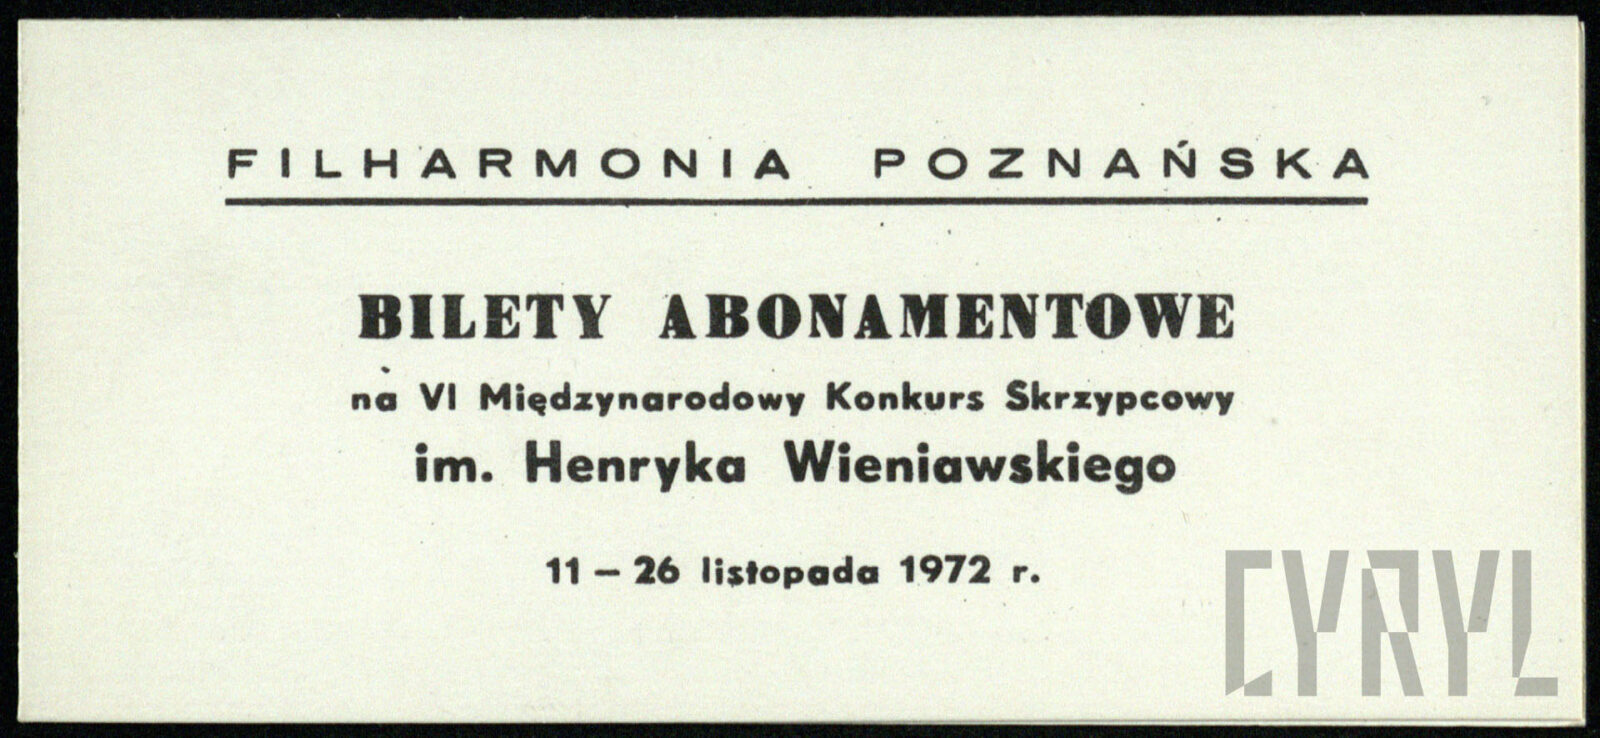 FILHARMONIA POZNAŃSKA
BILETY ABONAMENTOWE
na VI Międzynarodowy Konkurs Skrzypcowy
im. Henryka Wieniawskiego
11 – 26 listopada 1972 r.
CYRYL